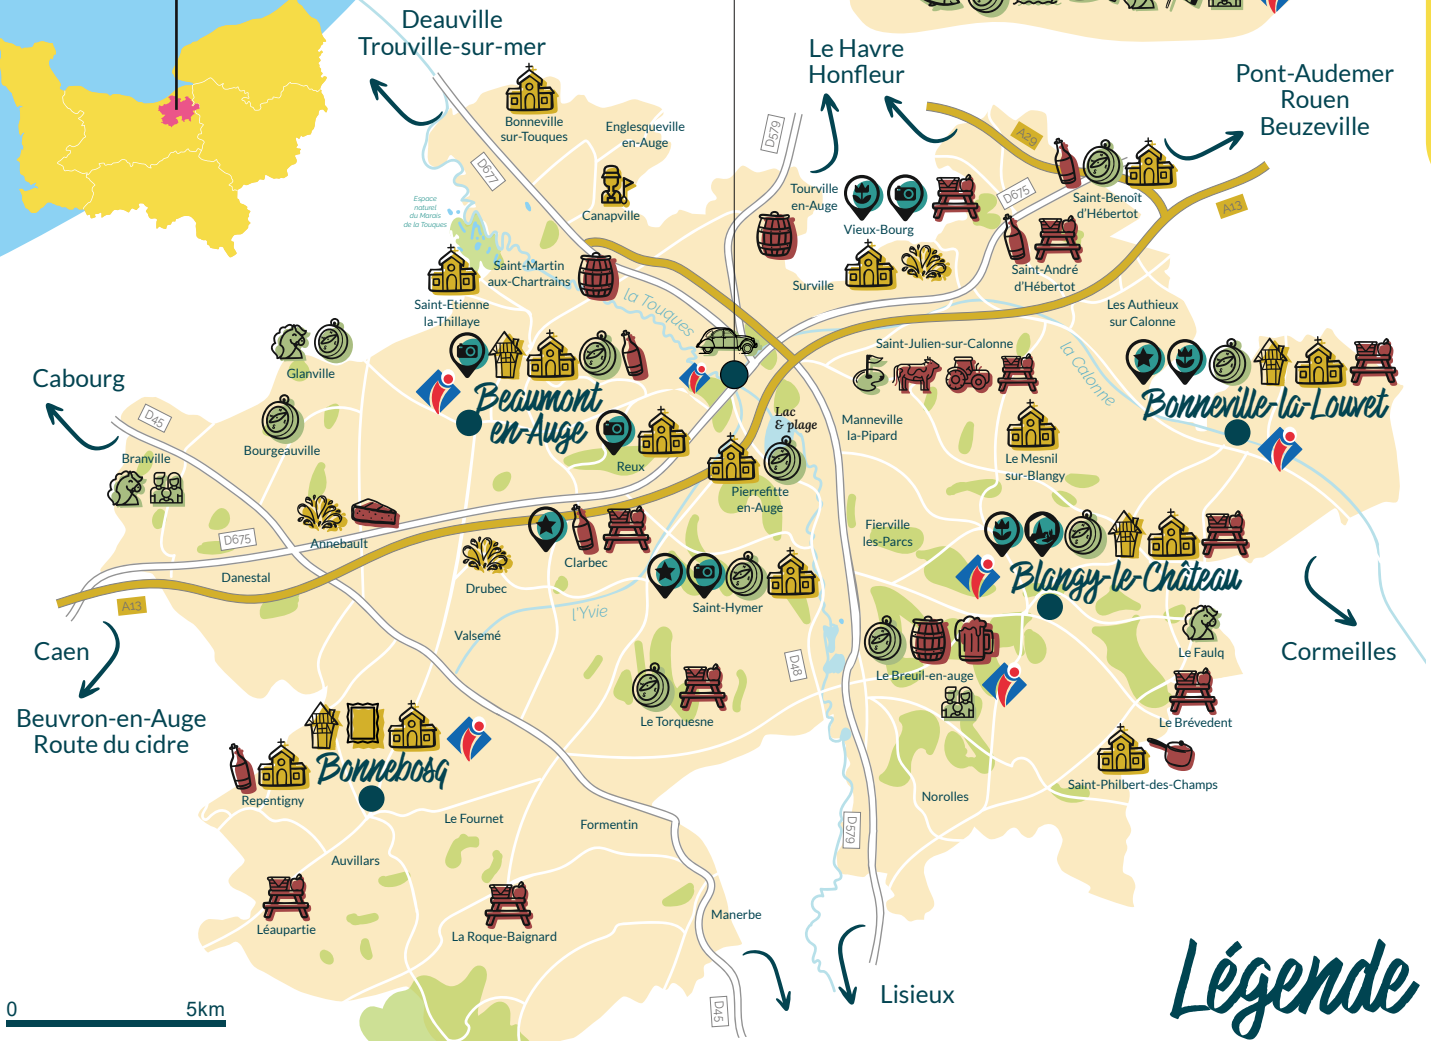 Deauville
Trouville-sur-mer
Le Havre
Honfleur
Pont-Audemer
Rouen
Beuzeville
Bonneville
sur-Touques
Englesqueville
en-Auge
D579
A29
D677
Canapville
Tourville
en-Auge
Vieux-Bourg
D675
Saint-Benoît
d'Hébertot
A13
Espace
naturel
du Marais
de la Touques
Saint-Martin
aux-Chartrains
Surville
Saint-André
d'Hébertot
Saint-Etienne
la-Thillaye
la Touques
Les Authieux
sur Calonne
Saint-Julien-sur-Calonne
la Calonne
Glanville
Cabourg
Beaumont
en-Auge
Bonneville-la-Louvet
Lac
& plage
Manneville
la-Pipard
D45
Bourgeauville
Branville
Reux
Le Mesnil
sur-Blangy
Pierrefitte
en-Auge
Annebault
D675
Fierville
les-Parcs
Clarbec
Danestal
Drubec
Blangy-le-Château
A13
l'Yvie
Saint-Hymer
Valsemé
Caen
Le Faulq
Cormeilles
D48
Le Breuil-en-auge
Beuvron-en-Auge
Route du cidre
Le Torquesne
Le Brévedent
Bonnebosq
Saint-Philbert-des-Champs
Repentigny
Norolles
Le Fournet
Formentin
D579
Auvillars
Léaupartie
La Roque-Baignard
Manerbe
Lisieux
Légende
0 5km
D45